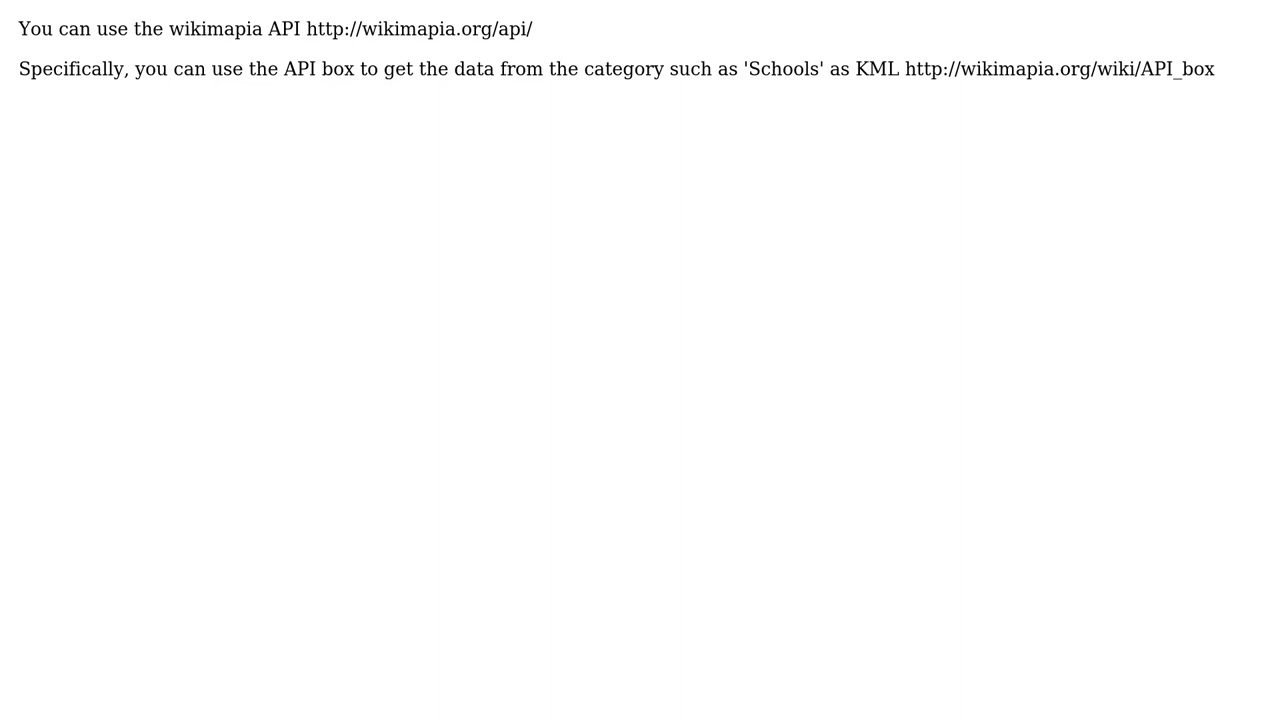 You can use the wikimapia API http://wikimapia.org/api/
Specifically, you can use the API box to get the data from the category such as 'Schools' as KML http://wikimapia.org/wiki/API_box